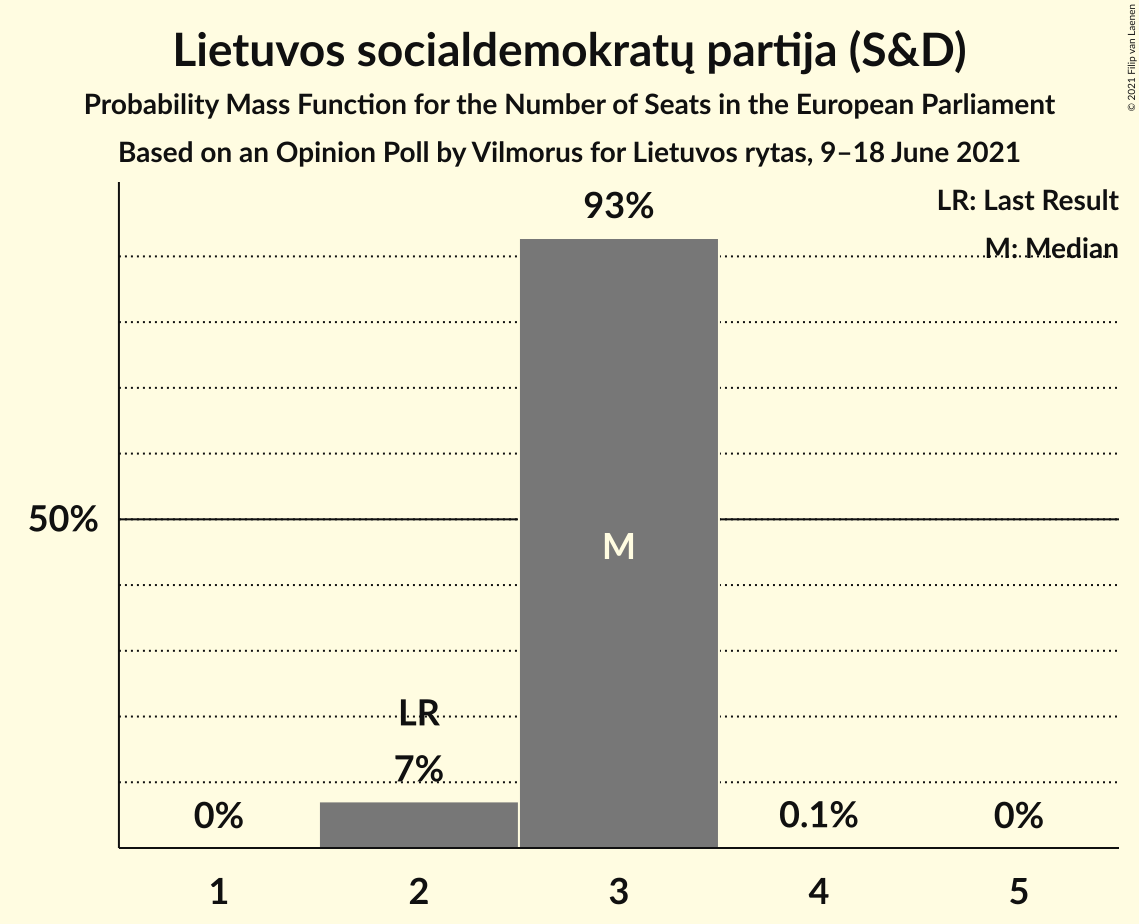 Lietuvos socialdemokratų partija (S&D)
Probability Mass Function for the Number of Seats in the European Parliament
Based on an Opinion Poll by Vilmorus for Lietuvos rytas, 9–18 June 2021
© 2021 Filip van Laenen
LR: Last Result
M: Median
93%
50%
M
LR
7%
0%
0.1%
0%
1 2 3 4 5